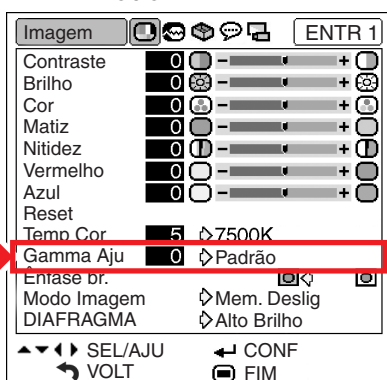 Imagem ENTR 1
Contraste 0 - +
Brilho 0 - +
Cor 0 - +
Matiz 0 - +
Nitidez 0 - +
Vermelho 0 - +
Azul 0 - +
Reset
Temp Cor 5 7500K
Gamma Aju 0 Padrão
Ênfase br.
Modo Imagem Mem. Deslig
DIAFRAGMA Alto Brilho
SEL/AJU CONF
VOLT FIM